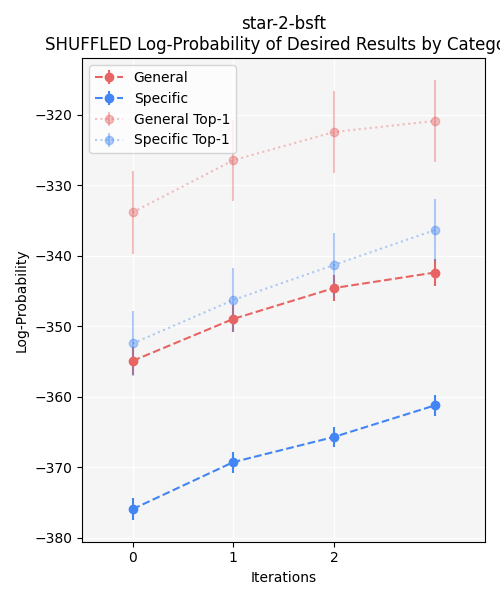 star-2-bsft
SHUFFLED Log-Probability of Desired Results by Catego
General
Specific
General Top-1
Specific Top-1
Log-Probability
−320
−330
−340
−350
−360
−370
−380
0 1 2
Iterations